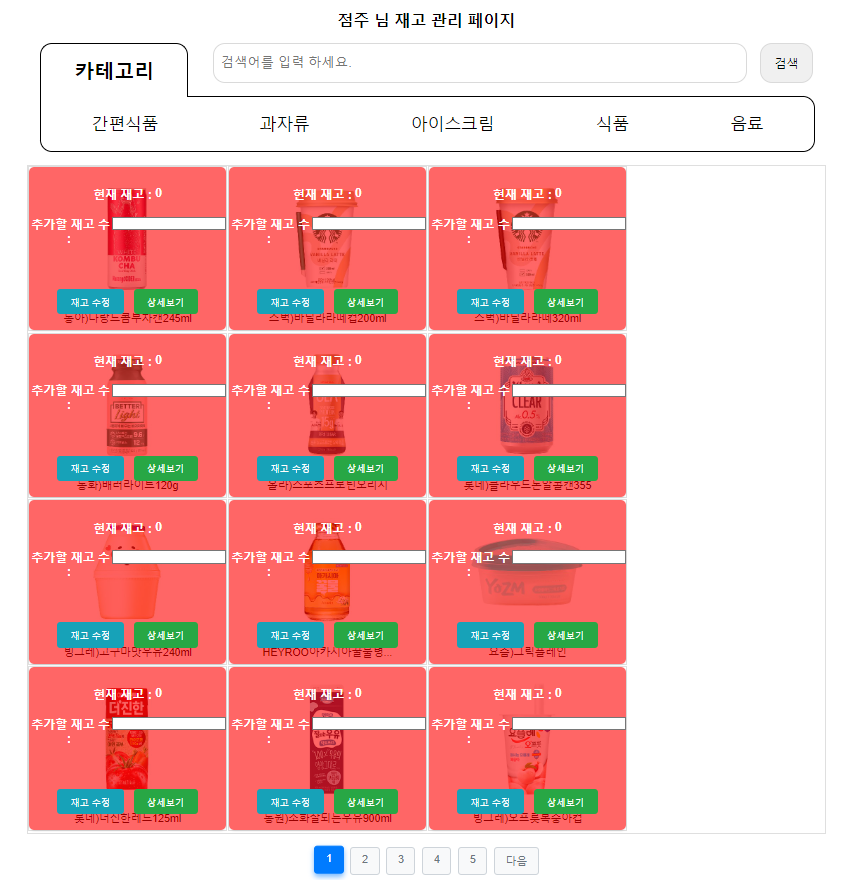 점주 님 재고 관리 페이지
카테고리
검색어를 입력 하세요.
검색
간편식품 과자류 아이스크림 식품 음료
현재 재고 : 0 현재 재고 : 0 현재 재고 : 0
추가할 재고 수 추가할 재고 수 추가할 재고 수
: : :
KOMBU
CHA
재고 수정 상세보기 재고 수정 상세보기 재고 수정 상세보기
동아)다랑드콤부차캔245ml 스벅)바닐라라떼컵200ml 스벅)바닐라라떼320ml
현재 재고 : 0 현재 재고 : 0 현재 재고 : 0
추가할 재고 수 추가할 재고 수 추가할 재고 수
: : :
BETTER
light
CLEAR
0.5
재고 수정 상세보기 재고 수정 상세보기 재고 수정 상세보기
동화)배러라이트120g 올라)스포츠프로틴오리지 롯데)클라우드논알콜캔355
현재 재고 : 0 현재 재고 : 0 현재 재고 : 0
추가할 재고 수 추가할 재고 수 추가할 재고 수
: : :
YoZM
재고 수정 상세보기 재고 수정 상세보기 재고 수정 상세보기
빙그레)고구마맛우유240ml HEYROO아카시아꿀물병... 요즘)그릭플레인
현재 재고 : 0 현재 재고 : 0 현재 재고 : 0
더진한
추가할 재고 수 추가할 재고 수 추가할 재고 수
: : :
재고 수정 상세보기 재고 수정 상세보기 재고 수정 상세보기
롯데)더진한레드125ml 동원)소화잘되는우유900ml 빙그레)오프룻복숭아컵
1 2 3 4 5 다음